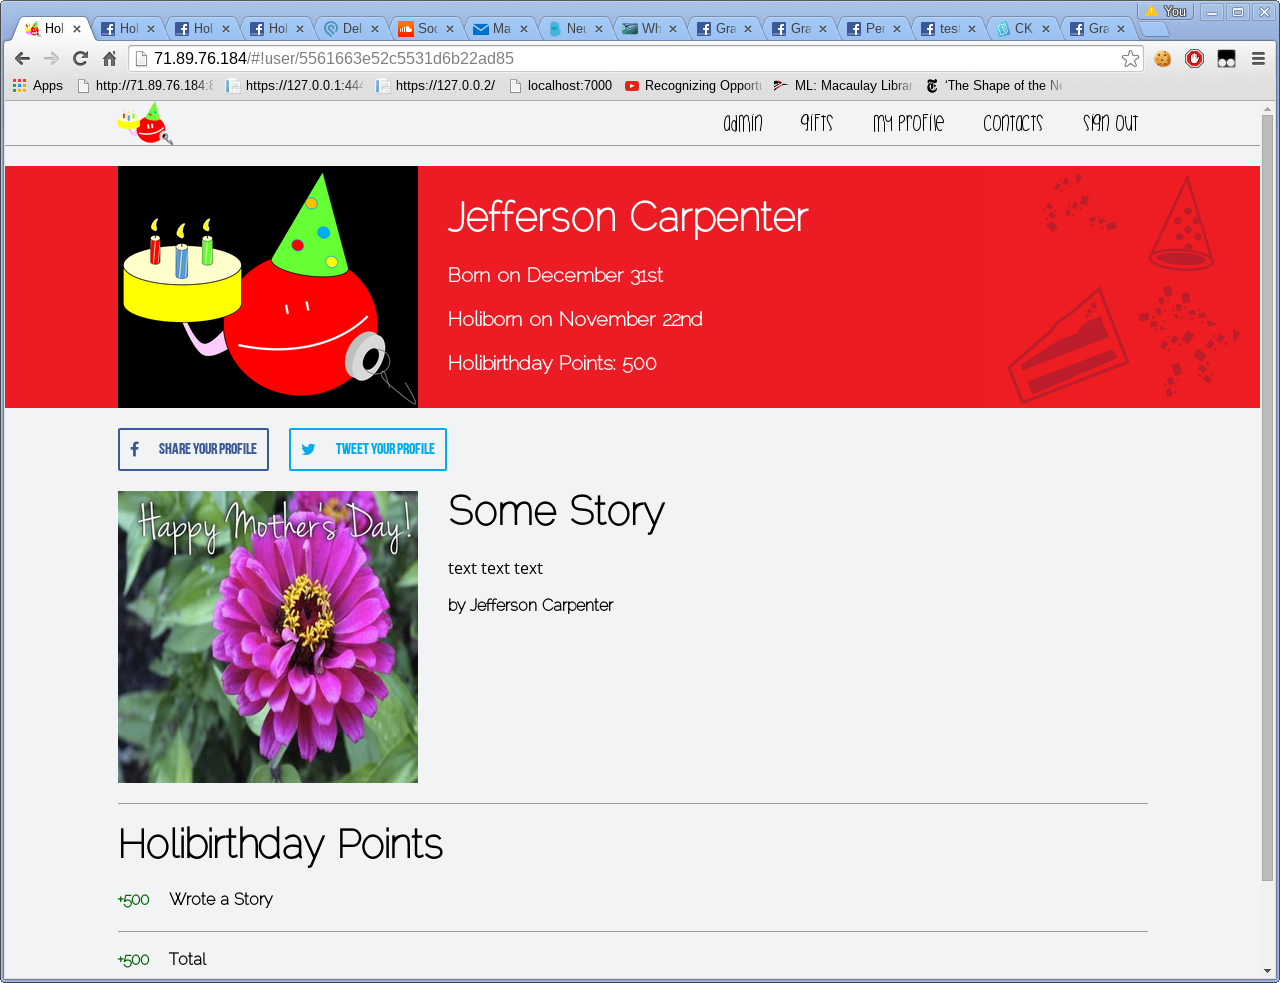 Hol Hol Hol Hol Del Soc Ma Neu Wh Gra Gra Per test CK Gra You
71.89.76.184/#!user/5561663e52c5531d6b22ad85
Apps http://71.89.76.184:8 https://127.0.0.1:444 https://127.0.0.2/ localhost:7000 Recognizing Opportu ML: Macaulay Librar 'The Shape of the Ne
admin gifts my profile contacts sign out
Jefferson Carpenter
Born on December 31st
Holiborn on November 22nd
Holibirthday Points: 500
SHARE YOUR PROFILE TWEET YOUR PROFILE
Happy Mother's Day!
Some Story
text text text
by Jefferson Carpenter
Holibirthday Points
+500 Wrote a Story
+500 Total